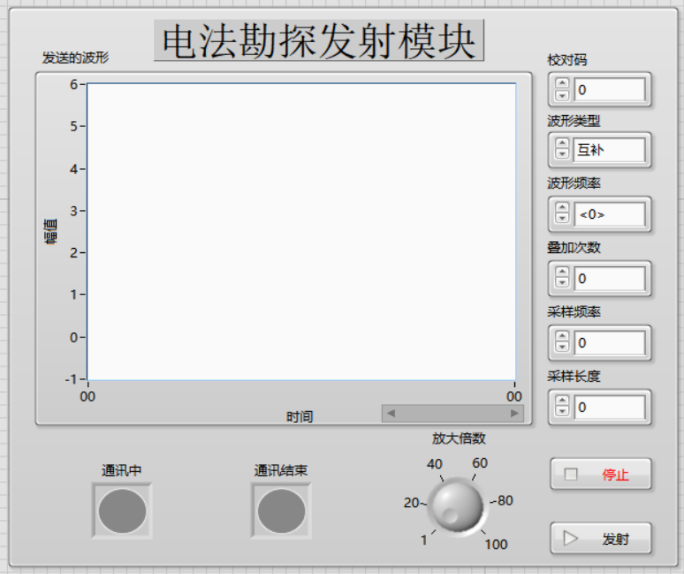 电法勘探发射模块
发送的波形
6
5
4
3
2
1
0
-1
幅值
00
00
时间
校对码
0
波形类型
互补
波形频率
<0>
叠加次数
0
采样频率
0
采样长度
0
通讯中
通讯结束
放大倍数
40
60
20
80
1
100
停止
发射